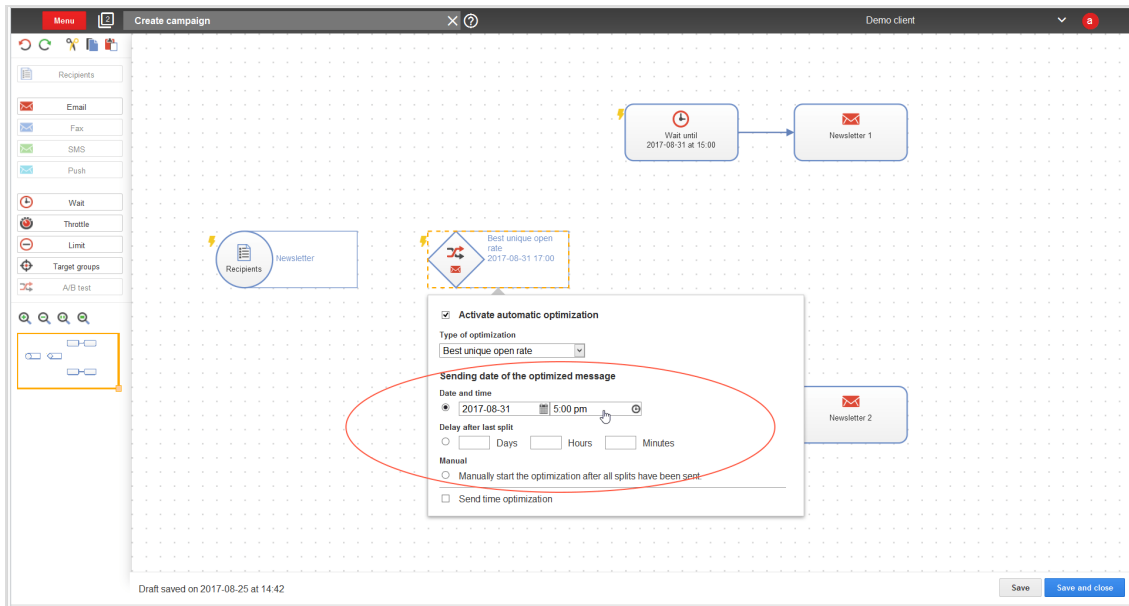 Menu
2
Create campaign
Demo client
a
Recipients
Email
Fax
SMS
Push
Wait
Throttle
Limit
Target groups
A/B test
Wait until
2017-08-31 at 15:00
Newsletter 1
Recipients
Newsletter
Best unique open
rate
2017-08-31 17:00
Activate automatic optimization
Type of optimization
Best unique open rate
Sending date of the optimized message
Date and time
2017-08-31
5:00 pm
Delay after last split
Days
Hours
Minutes
Manual
Manually start the optimization after all splits have been sent.
Send time optimization
Newsletter 2
Draft saved on 2017-08-25 at 14:42
Save
Save and close